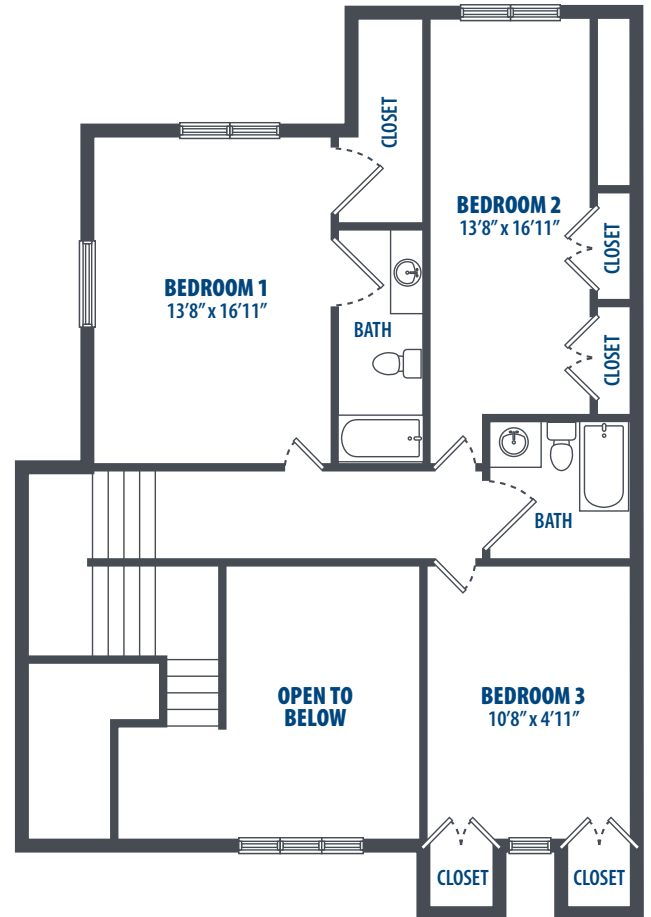 CLOSET
BEDROOM 2
13'8" x 16'11"
CLOSET
BEDROOM 1
13'8" x 16'11"
BATH
CLOSET
BATH
OPEN TO
BELOW
BEDROOM 3
10'8" x 4'11"
CLOSET
CLOSET